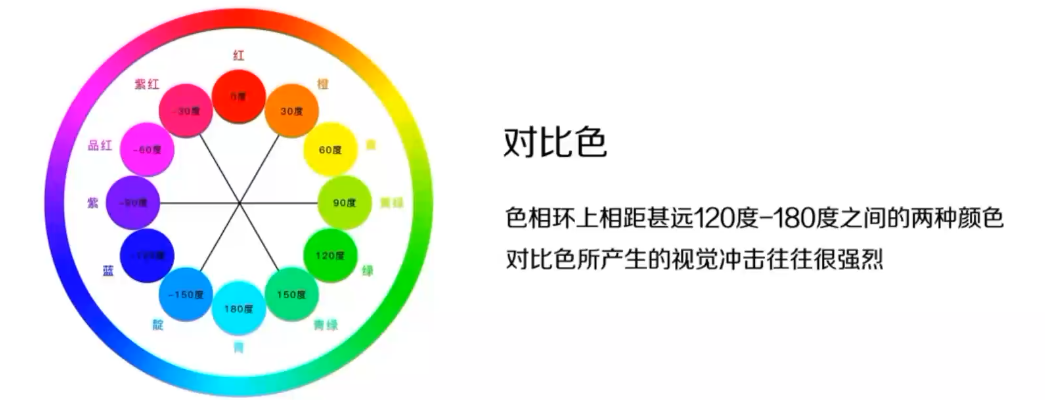 红
紫红
橙
-30度
0度
30度
品红
-60度
60度
黄
紫
-90度
90度
黄绿
蓝
-120度
120度
绿
-150度
180度
150度
靛
青
青绿
对比色
色相环上相距甚远120度-180度之间的两种颜色
对比色所产生的视觉冲击往往很强烈